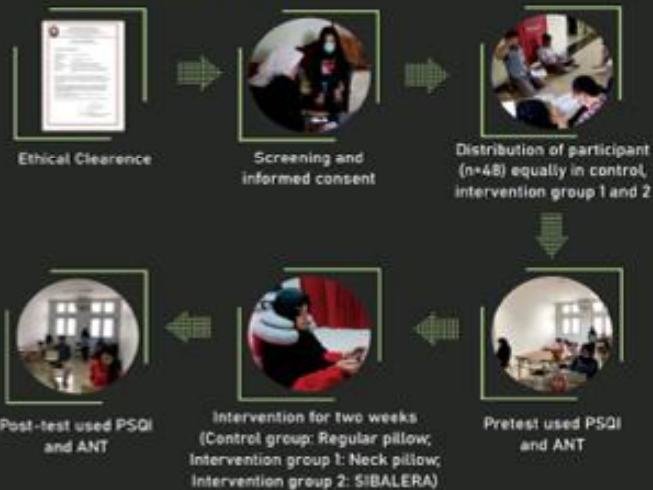 Ethical Clearence
Screening and
informed consent
Distribution of participant
(n=48) equally in control,
intervention group 1 and 2
Pretest used PSQI
and ANT
Intervention for two weeks
(Control group: Regular pillow;
Intervention group 1: Neck pillow;
Intervention group 2: SIBALERA)
Post-test used PSQI
and ANT